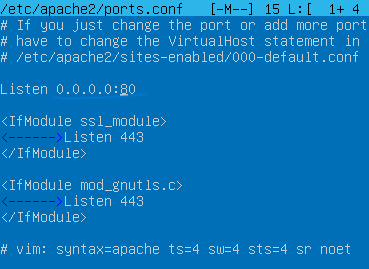 /etc/apache2/ports.conf [-M--] 15 L:[ 1+ 4
# If you just change the port or add more port
# have to change the VirtualHost statement in
# /etc/apache2/sites-enabled/000-default.conf
Listen 0.0.0.0:80
<IfModule ssl_module>
<------>Listen 443
</IfModule>
<IfModule mod_gnutls.c>
<------>Listen 443
</IfModule>
# vim: syntax=apache ts=4 sw=4 sts=4 sr noet